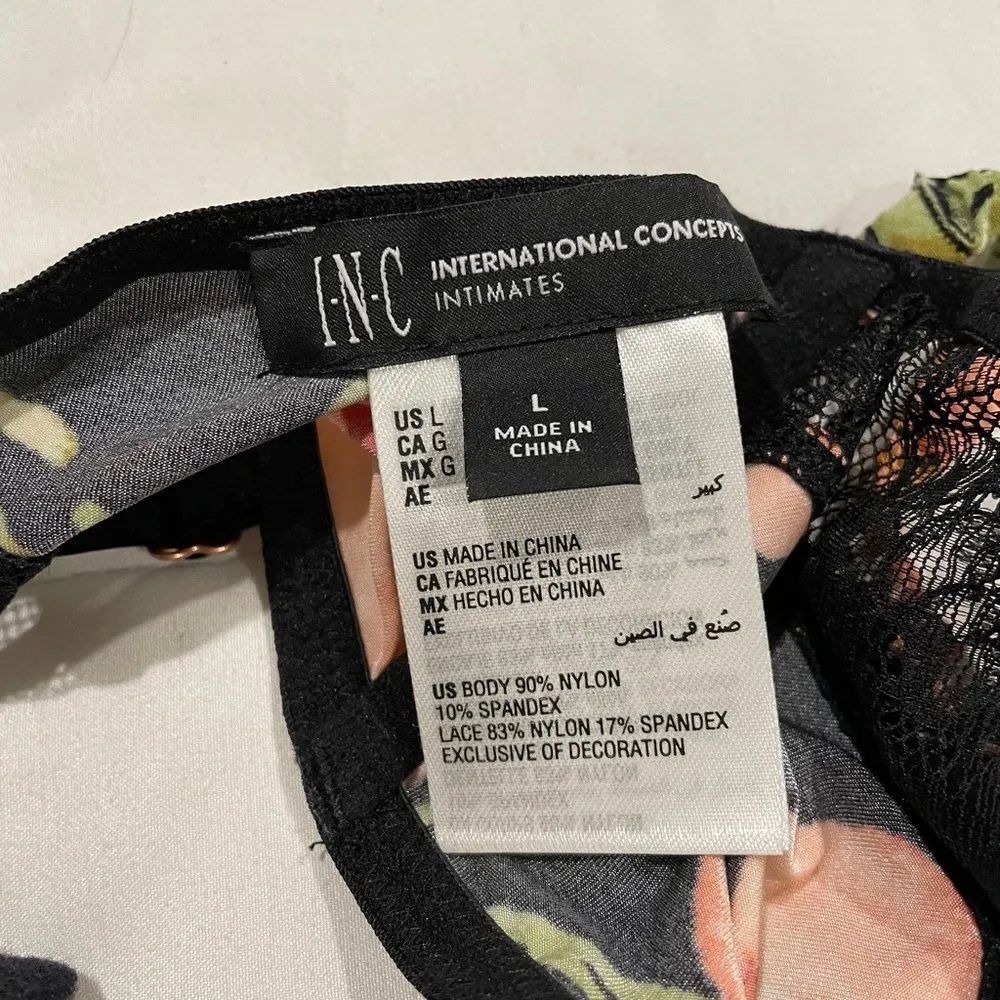 I·N·C INTERNATIONAL CONCEPTS
INTIMATES
L
MADE IN
CHINA
US L
CA G
MX G
AE كبير
US MADE IN CHINA
CA FABRIQUÉ EN CHINE
MX HECHO EN CHINA
AE صُنع في الصين
US BODY 90% NYLON
10% SPANDEX
LACE 83% NYLON 17% SPANDEX
EXCLUSIVE OF DECORATION